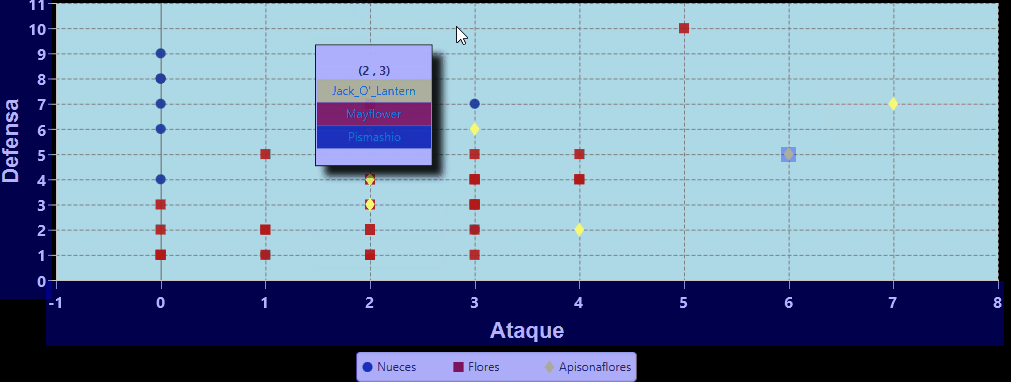 11
10
9
8
7
6
5
4
3
2
1
0
Defensa
(2 , 3)
Jack_O'_Lantern
Mayflower
Pismashio
-1 0 1 2 3 4 5 6 7 8
Ataque
Nueces Flores Apisonaflores